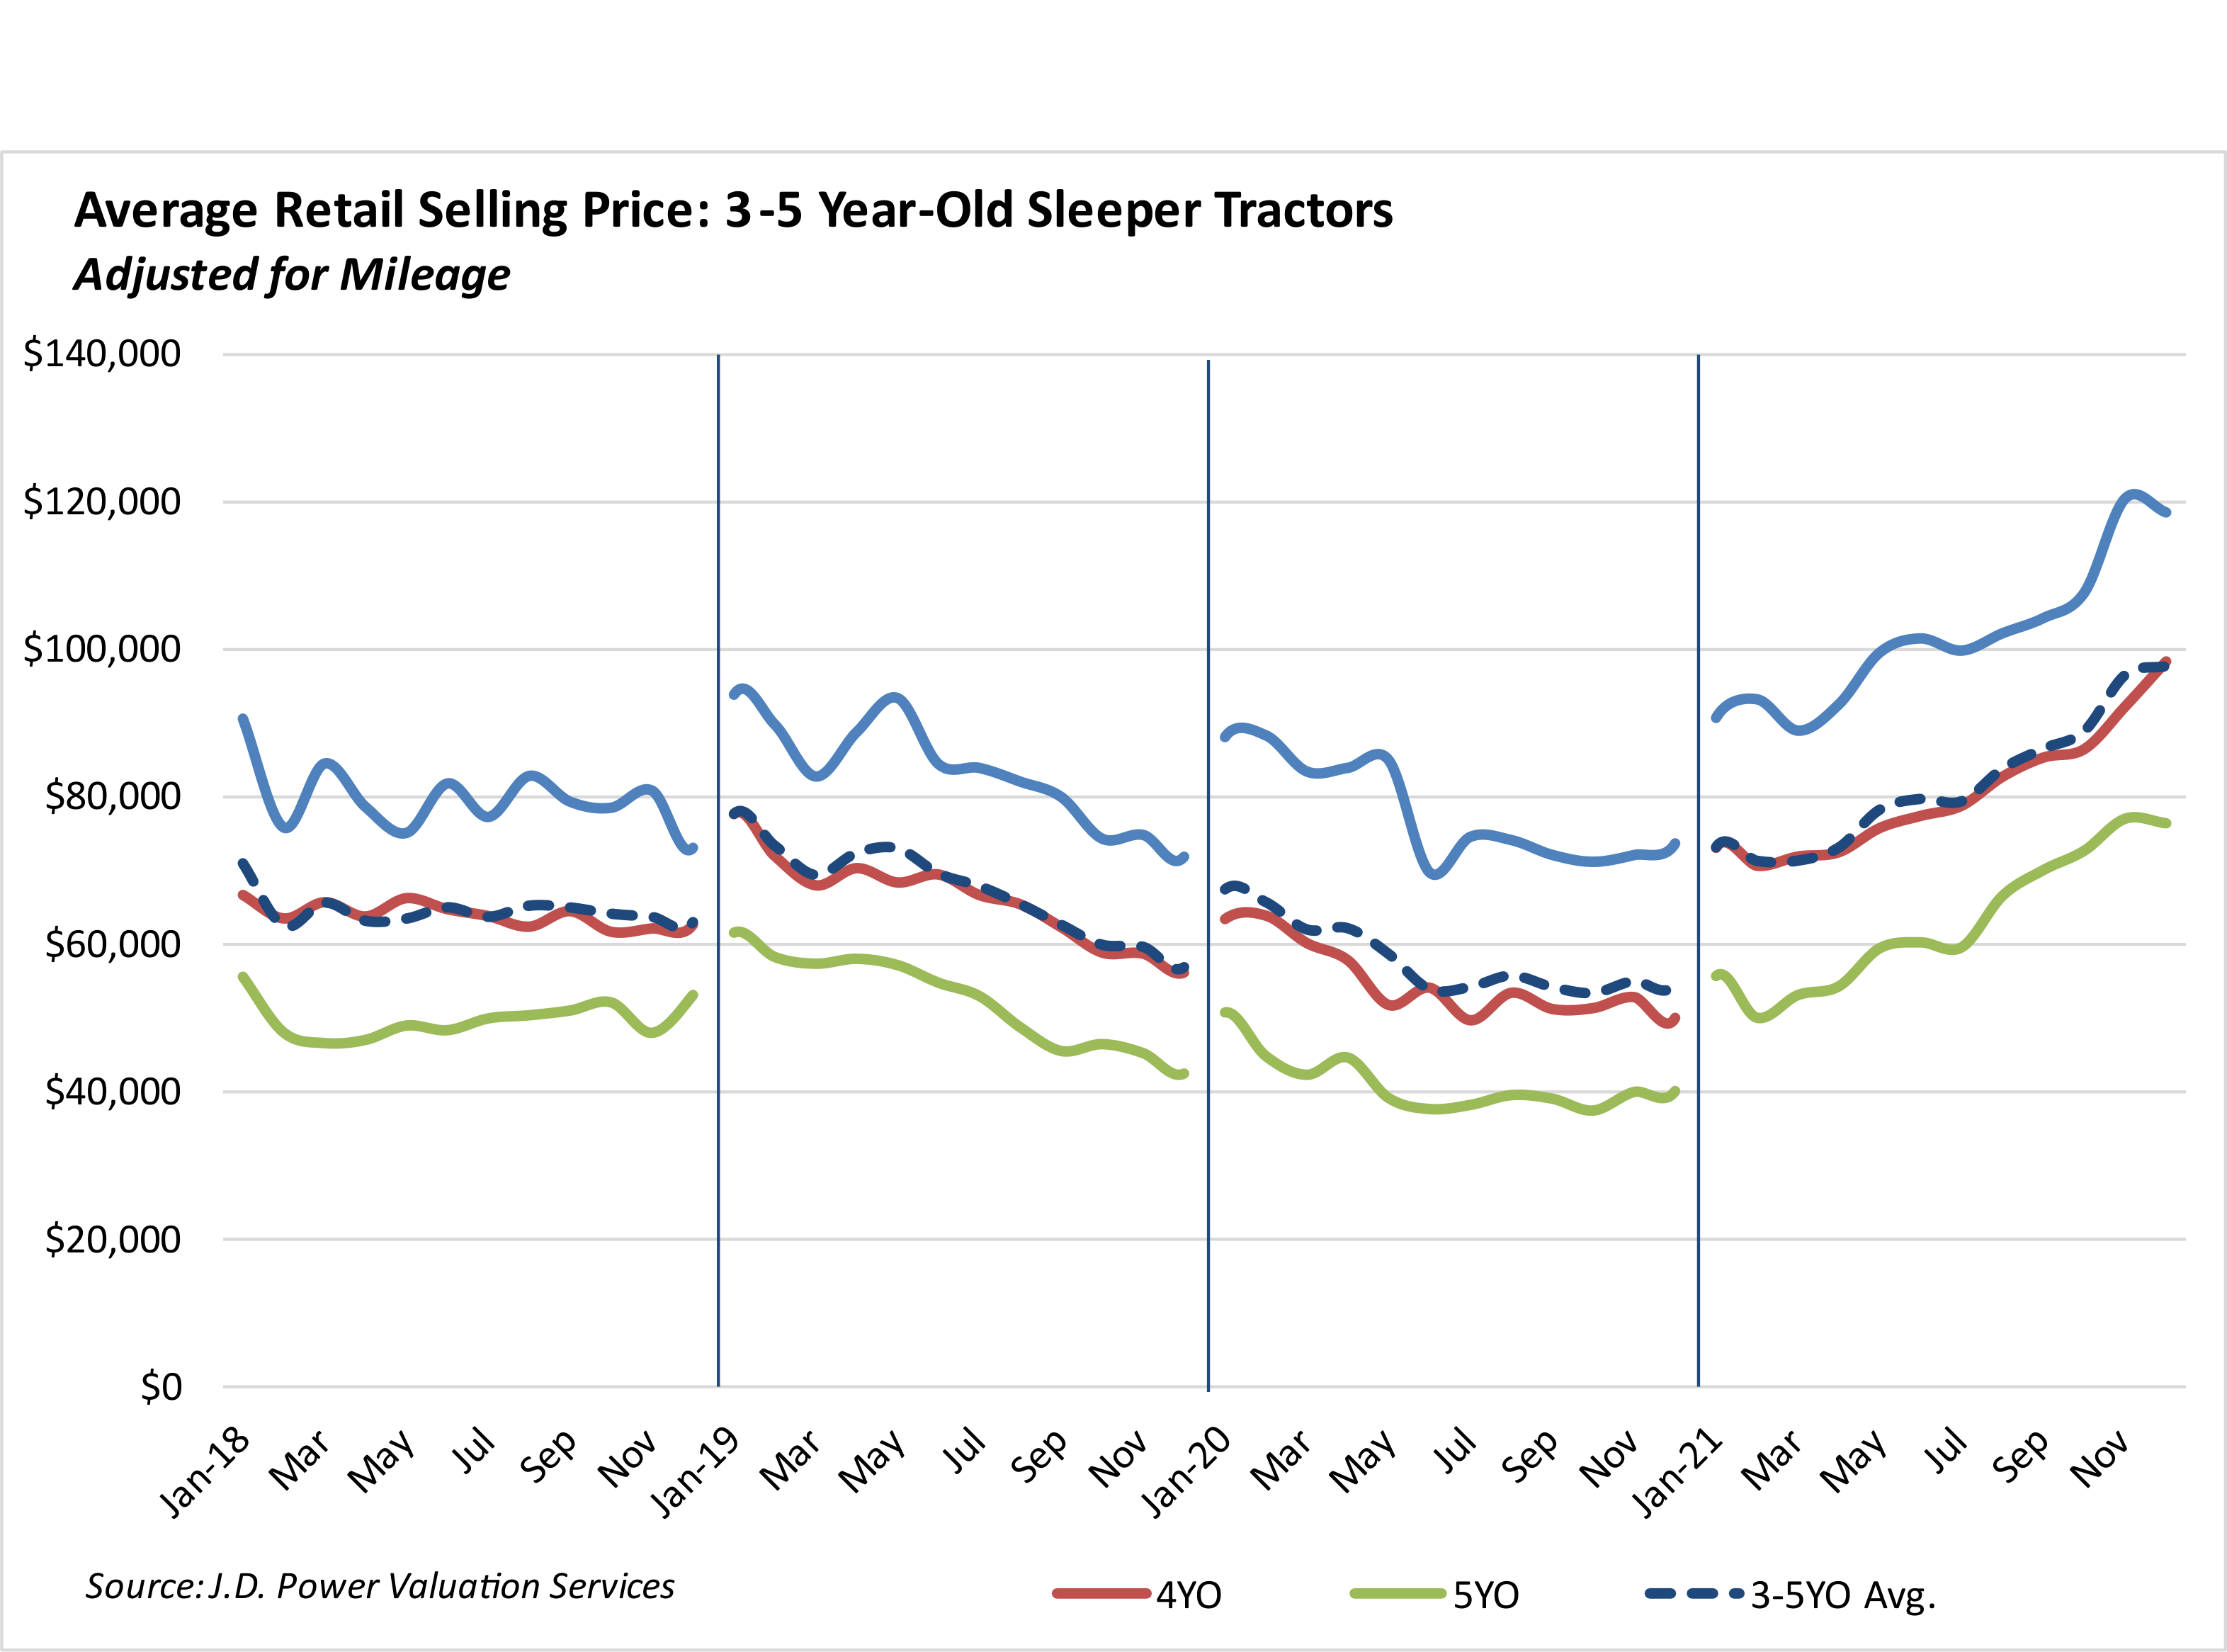 Average Retail Selling Price: 3-5 Year-Old Sleeper Tractors
Adjusted for Mileage
$140,000
$120,000
$100,000
$80,000
$60,000
$40,000
$20,000
$0
Jan-18 Mar May Jul Sep Nov Jan-19 Mar May Jul Sep Nov Jan-20 Mar May Jul Sep Nov Jan-21 Mar May Jul Sep Nov
Source: J.D. Power Valuation Services
4YO 5YO 3-5YO Avg.